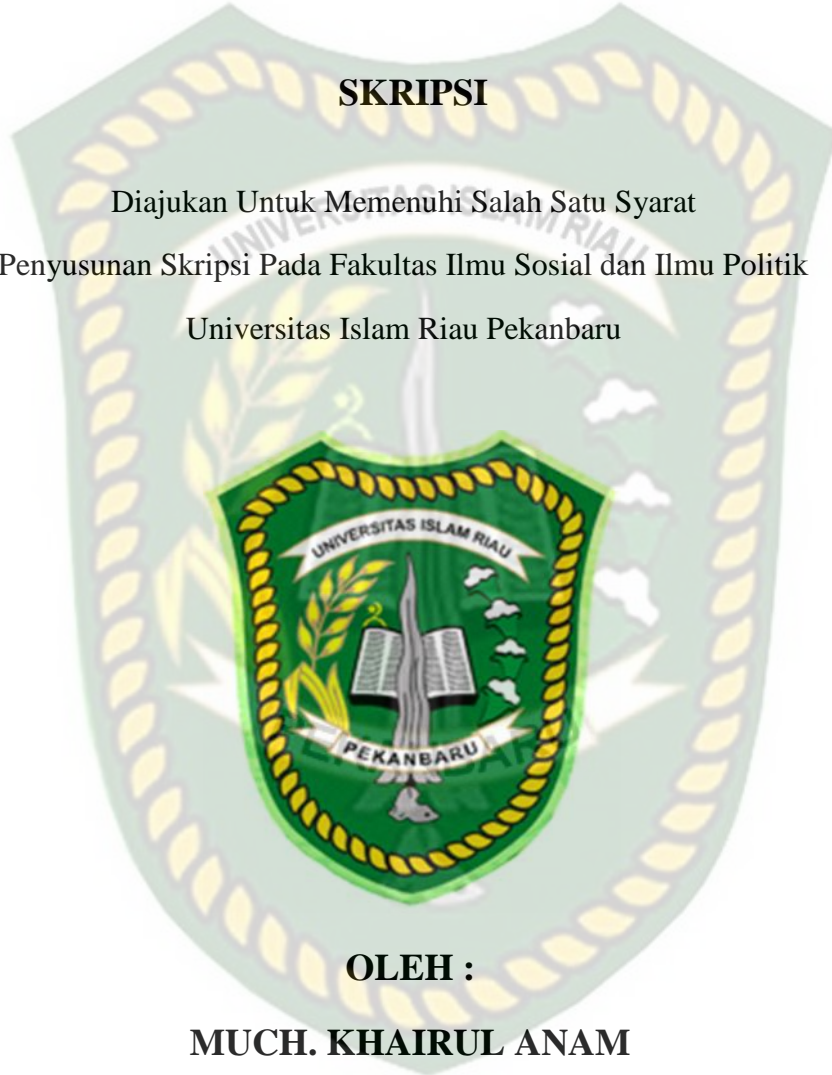 SKRIPSI
Diajukan Untuk Memenuhi Salah Satu Syarat
Penyusunan Skripsi Pada Fakultas Ilmu Sosial dan Ilmu Politik
Universitas Islam Riau Pekanbaru
UNIVERSITAS ISLAM RIAU
PEKANBARU
OLEH :
MUCH. KHAIRUL ANAM